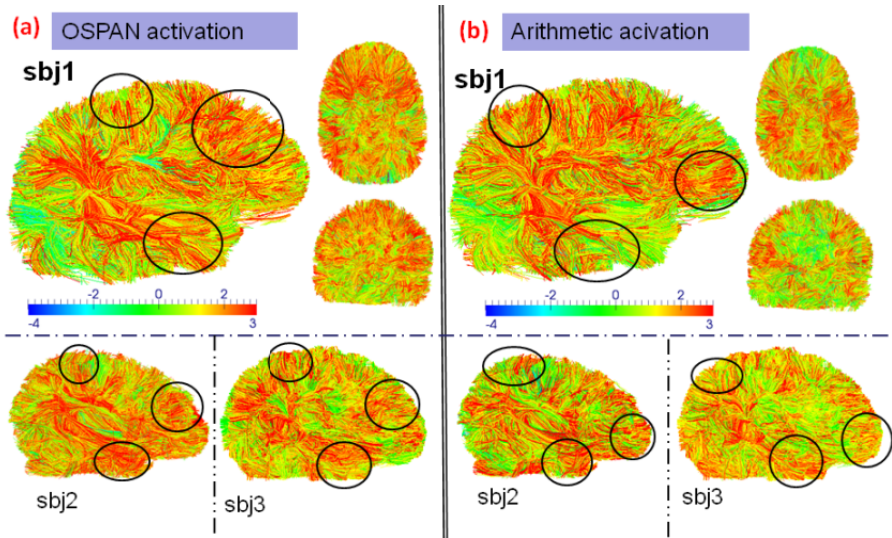 (a) OSPAN activation
sbj1
-4 -2 0 2 3
sbj2
sbj3
(b) Arithmetic acivation
sbj1
-4 -2 0 2 3
sbj2
sbj3